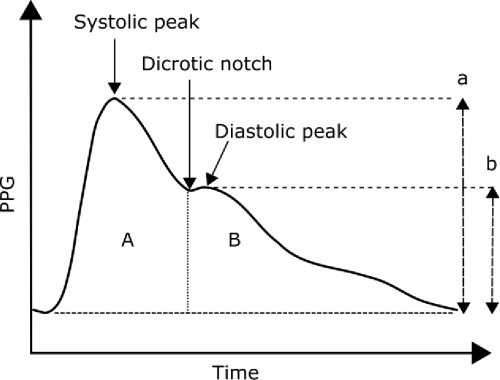 Systolic peak
Dicrotic notch
Diastolic peak
a
b
PPG
A
B
Time